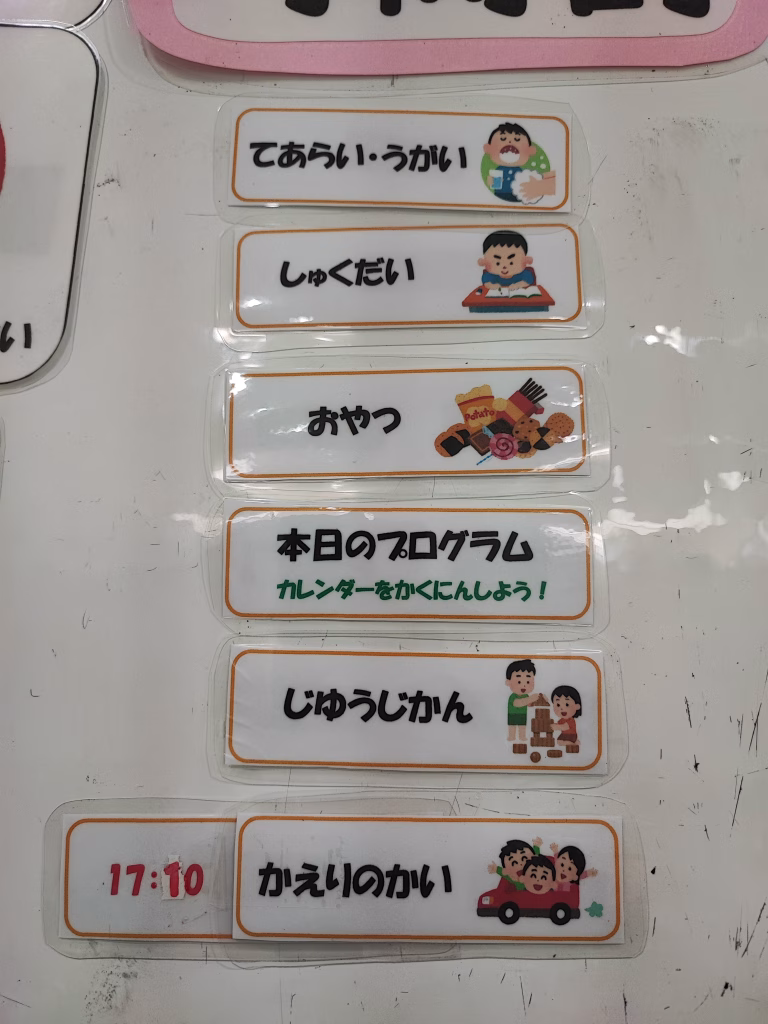 い
てあらい・うがい
しゅくだい
おやつ
Potato
本日のプログラム
カレンダーをかくにんしよう!
じゆうじかん
17:10
かえりのかい